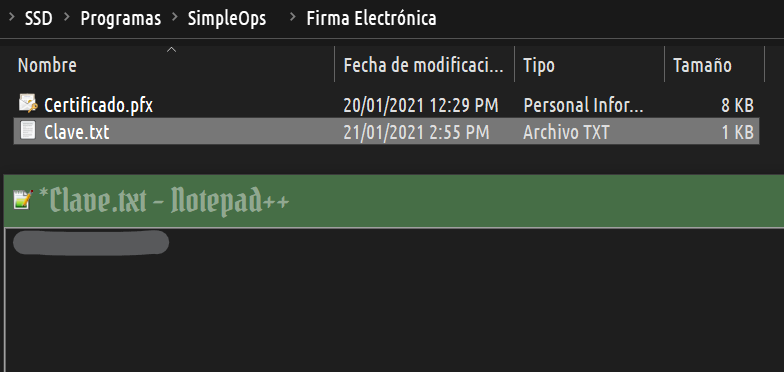 SSD > Programas > SimpleOps > Firma Electrónica
Nombre Fecha de modificaci... Tipo Tamaño
Certificado.pfx 20/01/2021 12:29 PM Personal Infor... 8 KB
Clave.txt 21/01/2021 2:55 PM Archivo TXT 1 KB
*Clave.txt - Notepad++